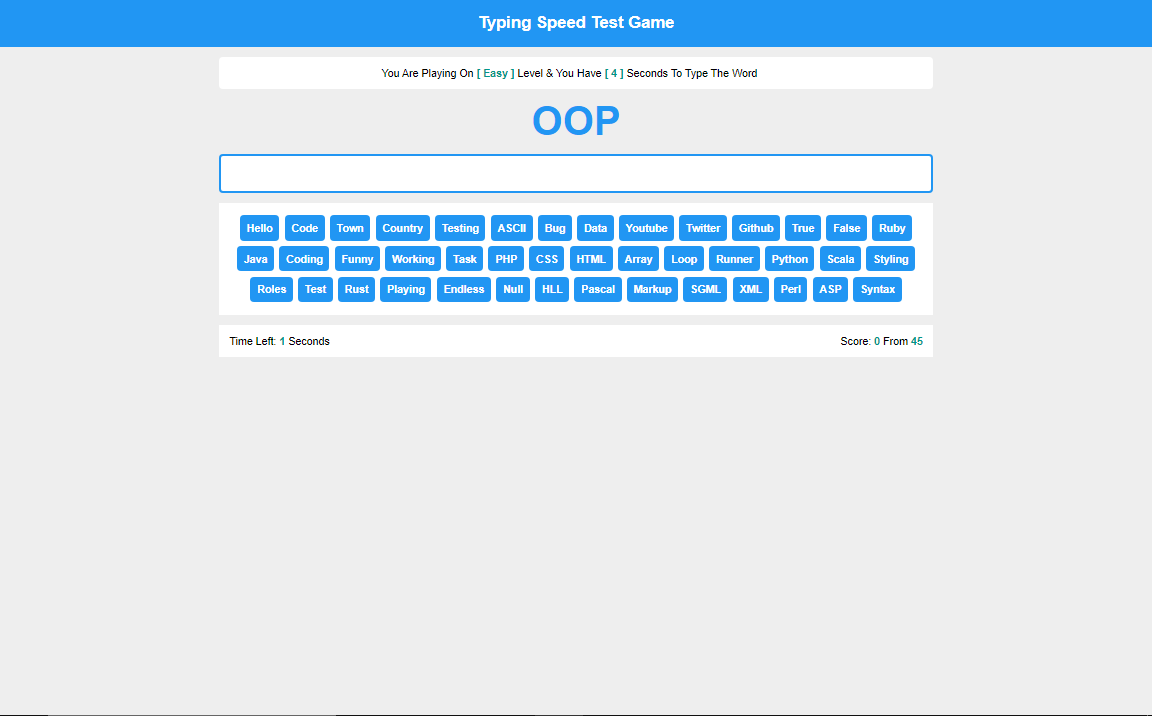 Typing Speed Test Game
You Are Playing On [ Easy ] Level & You Have [ 4 ] Seconds To Type The Word
OOP
Hello Code Town Country Testing ASCII Bug Data Youtube Twitter Github True False Ruby
Java Coding Funny Working Task PHP CSS HTML Array Loop Runner Python Scala Styling
Roles Test Rust Playing Endless Null HLL Pascal Markup SGML XML Perl ASP Syntax
Time Left: 1 Seconds Score: 0 From 45